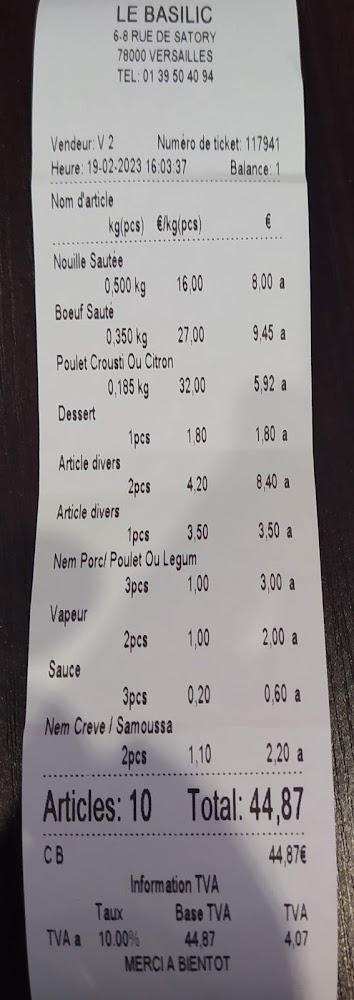 LE BASILIC
6-8 RUE DE SATORY
78000 VERSAILLES
TEL: 01 39 50 40 94
Vendeur: V 2 Numéro de ticket: 117941
Heure: 19-02-2023 16:03:37 Balance: 1
Nom d'article
kg(pcs) €/kg(pcs) €
Nouille Sautée
0,500 kg 16,00 8,00 a
Boeuf Sauté
0,350 kg 27,00 9,45 a
Poulet Crousti Ou Citron
0,185 kg 32,00 5,92 a
Dessert
1pcs 1,80 1,80 a
Article divers
2pcs 4,20 8,40 a
Article divers
1pcs 3,50 3,50 a
Nem Porc/ Poulet Ou Legum
3pcs 1,00 3,00 a
Vapeur
2pcs 1,00 2,00 a
Sauce
3pcs 0,20 0,60 a
Nem Creve / Samoussa
2pcs 1,10 2,20 a
Articles: 10 Total: 44,87
C B 44,87€
Information TVA
Taux Base TVA TVA
TVA a 10.00% 44,87 4,07
MERCI A BIENTOT